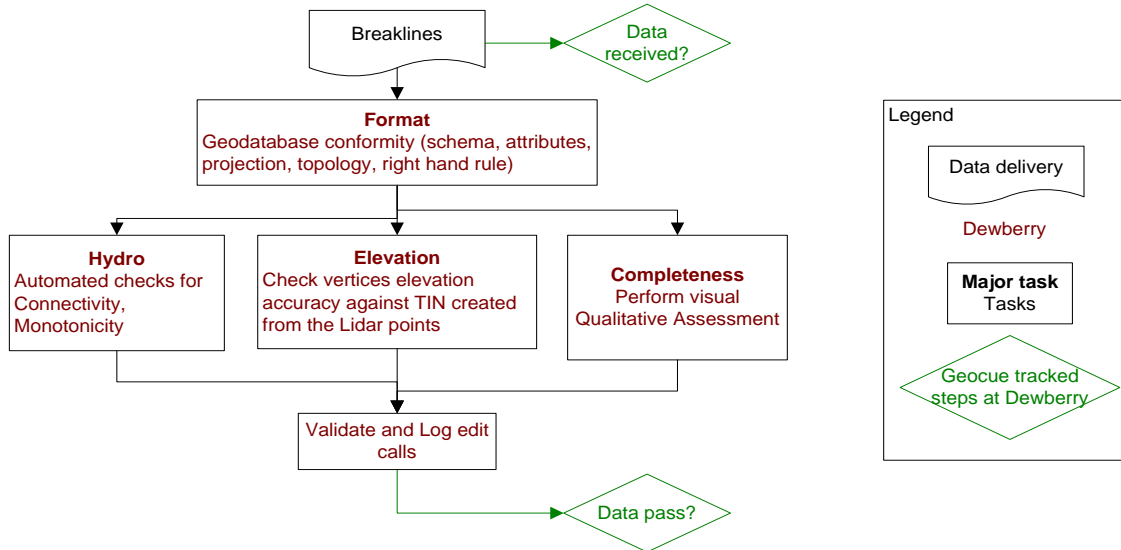 Breaklines
Data
received?
Format
Geodatabase conformity (schema, attributes,
projection, topology, right hand rule)
Hydro
Automated checks for
Connectivity,
Monotonicity
Elevation
Check vertices elevation
accuracy against TIN created
from the Lidar points
Completeness
Perform visual
Qualitative Assessment
Validate and Log edit
calls
Data pass?
Legend
Data delivery
Dewberry
Major task
Tasks
Geocue tracked
steps at Dewberry